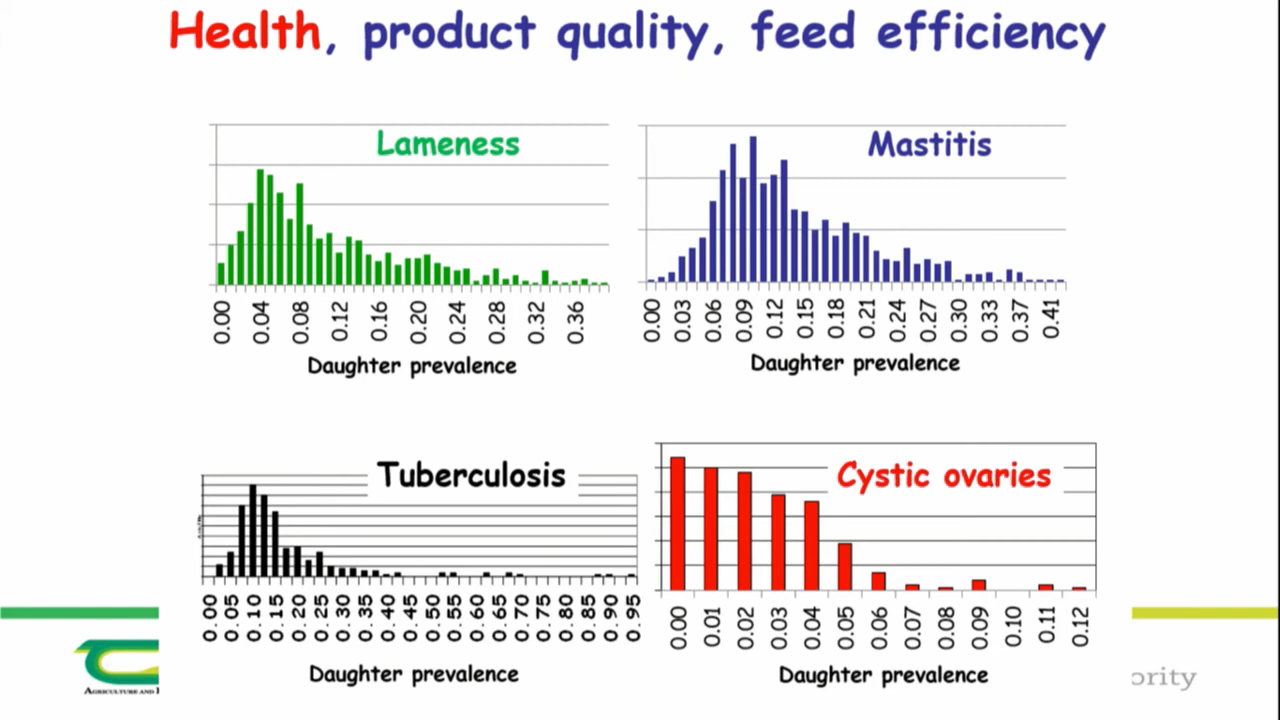 Health, product quality, feed efficiency
Lameness
0.00 0.04 0.08 0.12 0.16 0.20 0.24 0.28 0.32 0.36
Daughter prevalence
Mastitis
0.00 0.03 0.06 0.09 0.12 0.15 0.18 0.21 0.24 0.27 0.30 0.33 0.37 0.41
Daughter prevalence
Tuberculosis
0.00 0.05 0.10 0.15 0.20 0.25 0.30 0.35 0.40 0.45 0.50 0.55 0.60 0.65 0.70 0.75 0.80 0.85 0.90 0.95
Daughter prevalence
Cystic ovaries
0.00 0.01 0.02 0.03 0.04 0.05 0.06 0.07 0.08 0.09 0.10 0.11 0.12
Daughter prevalence
AGRICULTURE AND
ority